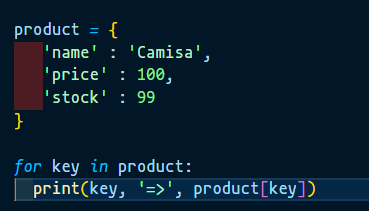 product = {
   'name' : 'Camisa',
   'price' : 100,
   'stock' : 99
}

for key in product:
  print(key, '=>', product[key])